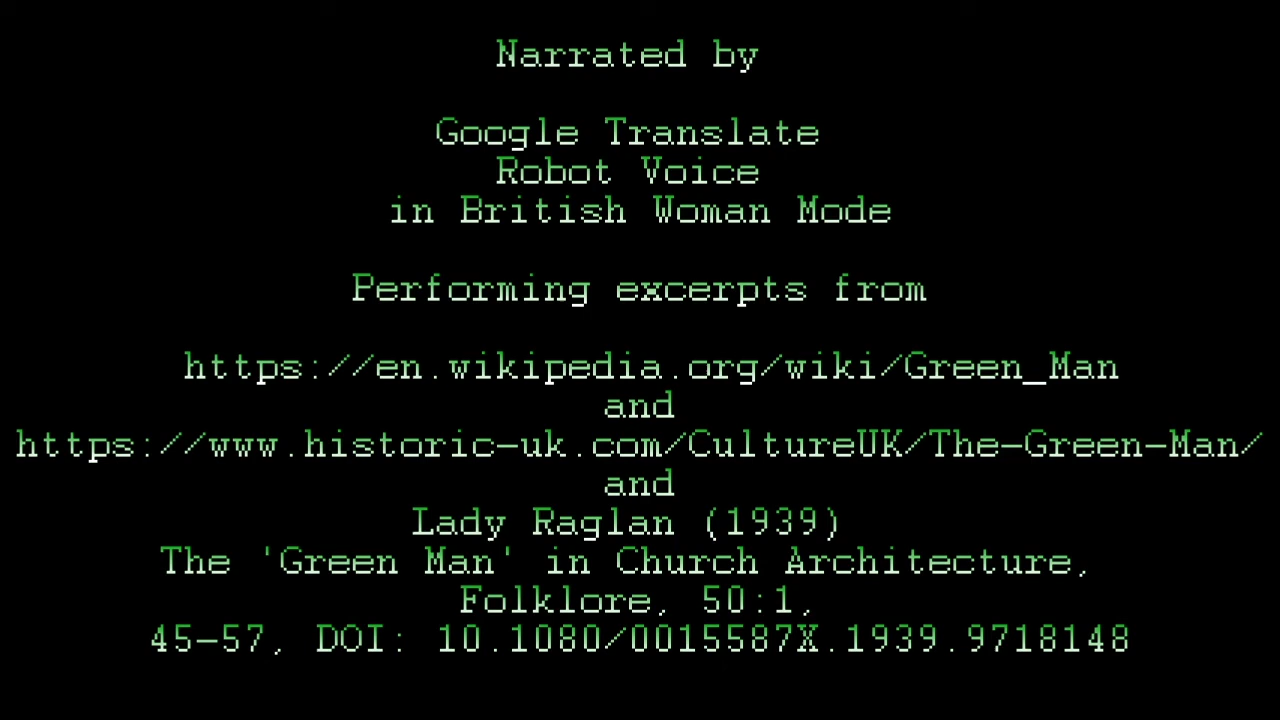 Narrated by
Google Translate
Robot Voice
in British Woman Mode
Performing excerpts from
https://en.wikipedia.org/wiki/Green_Man
and
https://www.historic-uk.com/CultureUK/The-Green-Man/
and
Lady Raglan (1939)
The 'Green Man' in Church Architecture,
Folklore, 50:1,
45-57, DOI: 10.1080/0015587X.1939.9718148